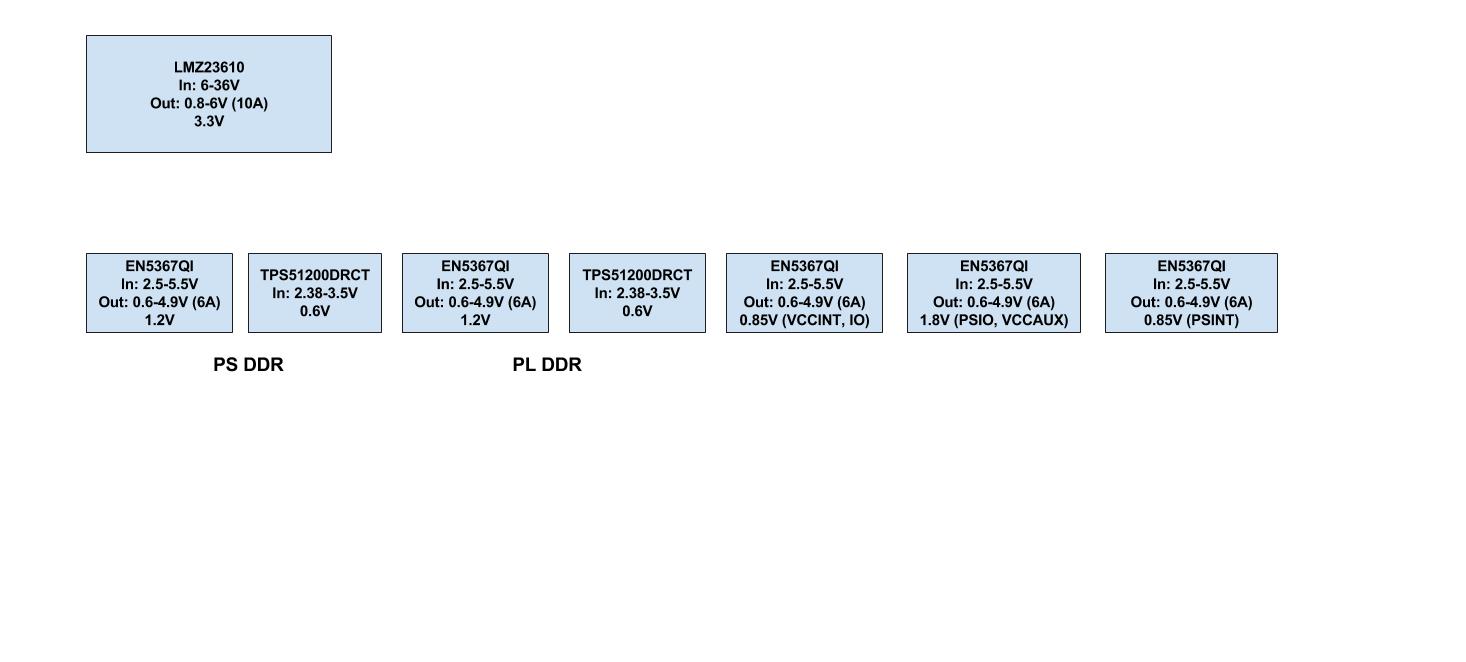 LMZ23610
In: 6-36V
Out: 0.8-6V (10A)
3.3V
EN5367QI
In: 2.5-5.5V
Out: 0.6-4.9V (6A)
1.2V
TPS51200DRCT
In: 2.38-3.5V
0.6V
EN5367QI
In: 2.5-5.5V
Out: 0.6-4.9V (6A)
1.2V
TPS51200DRCT
In: 2.38-3.5V
0.6V
EN5367QI
In: 2.5-5.5V
Out: 0.6-4.9V (6A)
0.85V (VCCINT, IO)
EN5367QI
In: 2.5-5.5V
Out: 0.6-4.9V (6A)
1.8V (PSIO, VCCAUX)
EN5367QI
In: 2.5-5.5V
Out: 0.6-4.9V (6A)
0.85V (PSINT)
PS DDR
PL DDR